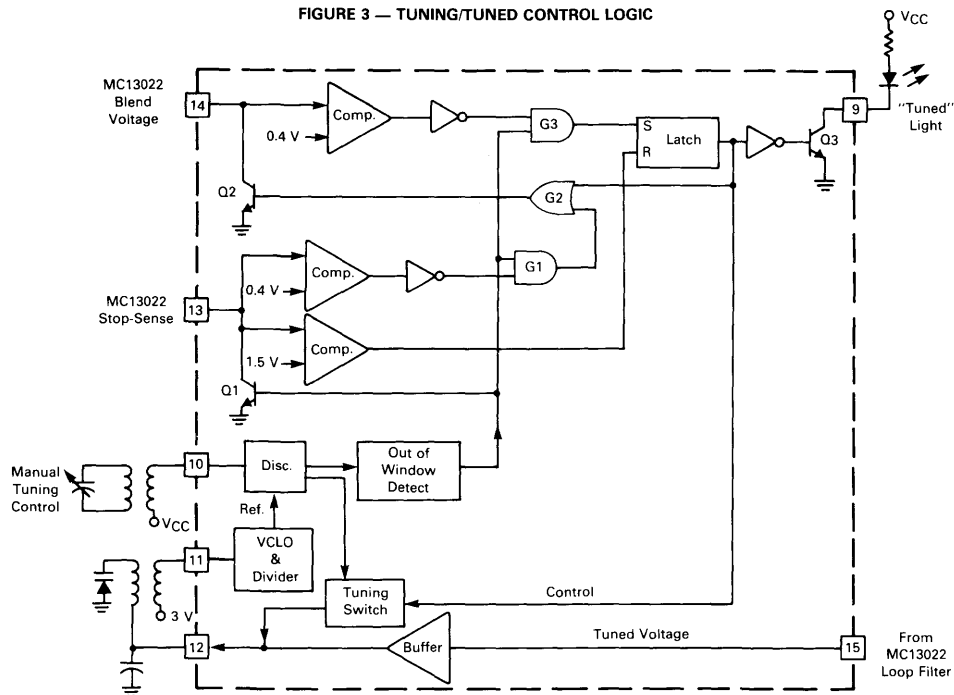 FIGURE 3 — TUNING/TUNED CONTROL LOGIC
VCC
MC13022
Blend
Voltage
14
Comp.
0.4 V
G3
S
R
Latch
Q3
9
"Tuned"
Light
Q2
G2
Comp.
0.4 V
G1
MC13022
Stop-Sense
13
Comp.
1.5 V
Q1
Manual
Tuning
Control
10
VCC
Disc.
Out of
Window
Detect
Ref.
11
VCLO
&
Divider
3 V
Tuning
Switch
Control
12
Buffer
Tuned Voltage
15
From
MC13022
Loop Filter